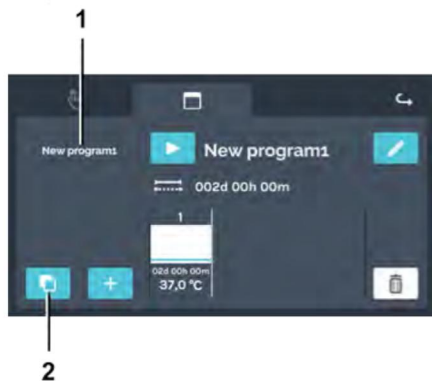 1
New program1
New program1
002d 00h 00m
1
02d 00h 00m
37,0 °C
2